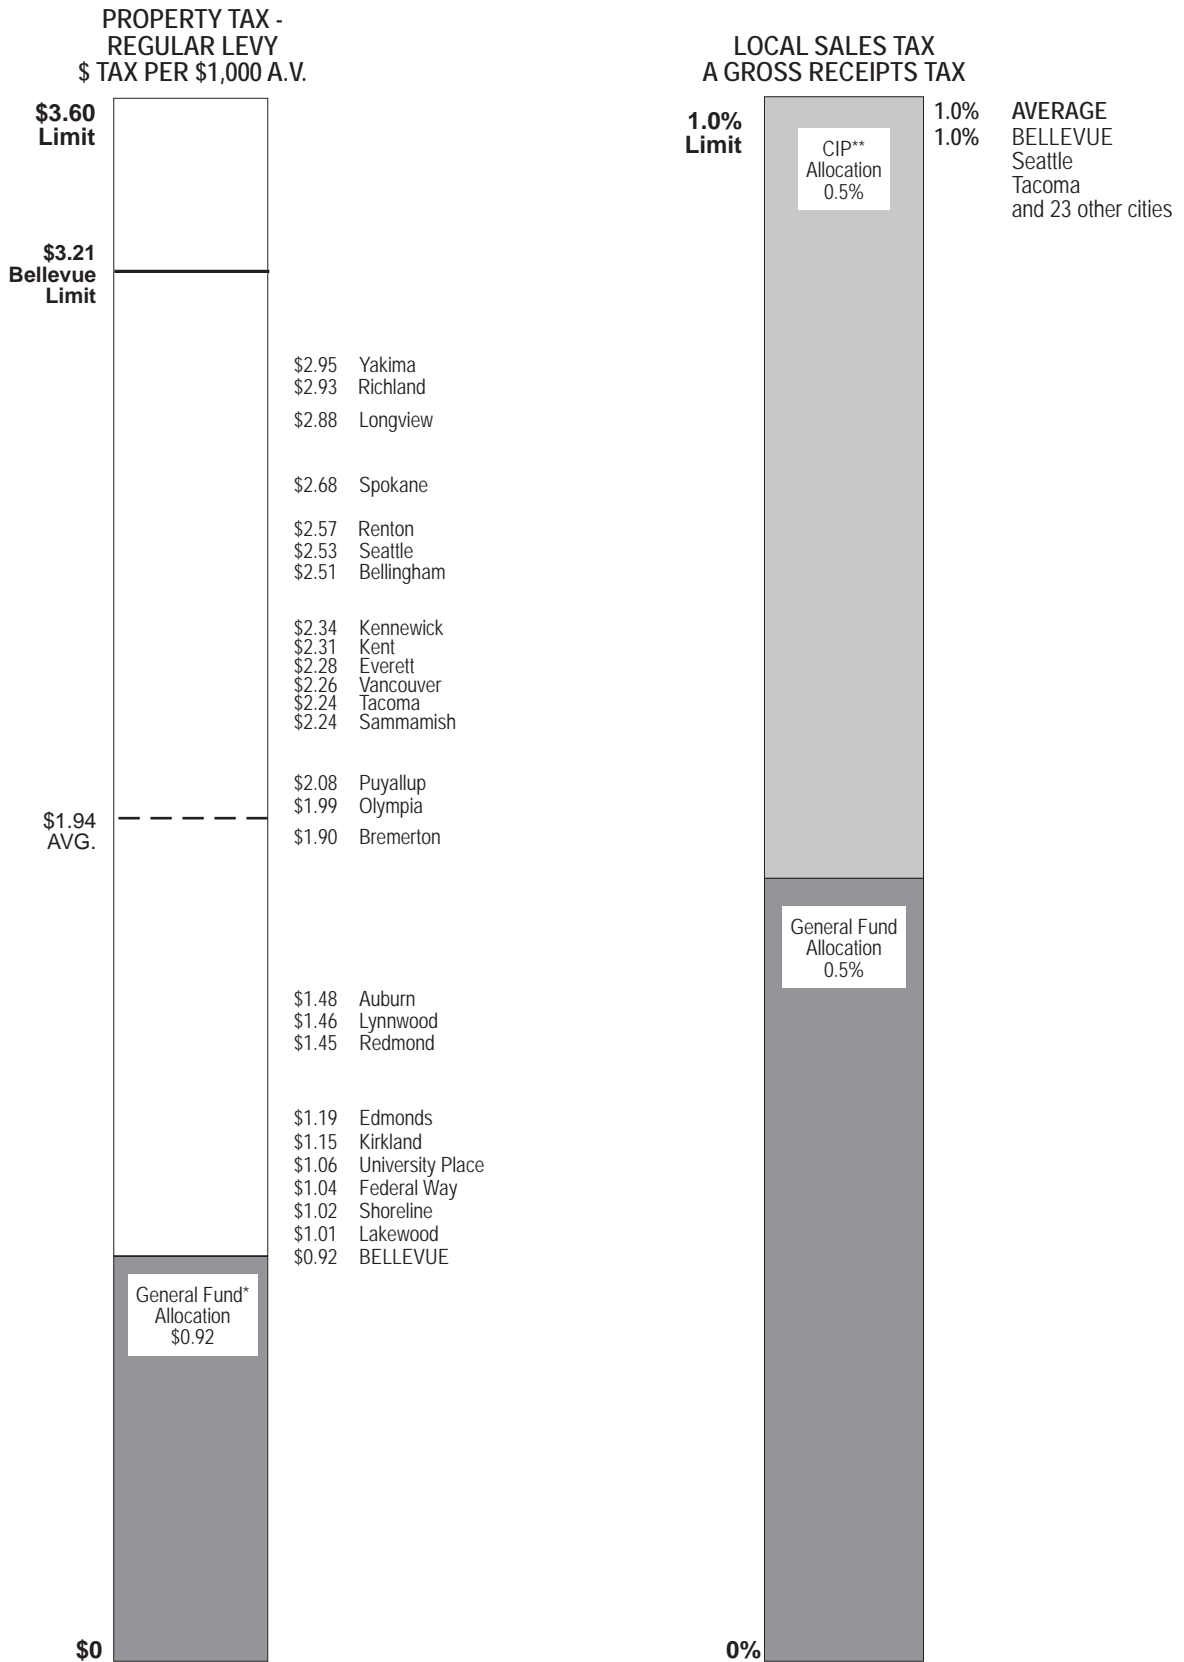 PROPERTY TAX -
REGULAR LEVY
$ TAX PER $1,000 A.V.
$3.60
Limit
$3.21
Bellevue
Limit
$2.95 Yakima
$2.93 Richland
$2.88 Longview
$2.68 Spokane
$2.57 Renton
$2.53 Seattle
$2.51 Bellingham
$2.34 Kennewick
$2.31 Kent
$2.28 Everett
$2.26 Vancouver
$2.24 Tacoma
$2.24 Sammamish
$2.08 Puyallup
$1.99 Olympia
$1.94
AVG.
$1.90 Bremerton
$1.48 Auburn
$1.46 Lynnwood
$1.45 Redmond
$1.19 Edmonds
$1.15 Kirkland
$1.06 University Place
$1.04 Federal Way
$1.02 Shoreline
$1.01 Lakewood
$0.92 BELLEVUE
General Fund*
Allocation
$0.92
$0
LOCAL SALES TAX
A GROSS RECEIPTS TAX
1.0%
Limit
CIP**
Allocation
0.5%
1.0% AVERAGE
1.0% BELLEVUE
Seattle
Tacoma
and 23 other cities
General Fund
Allocation
0.5%
0%